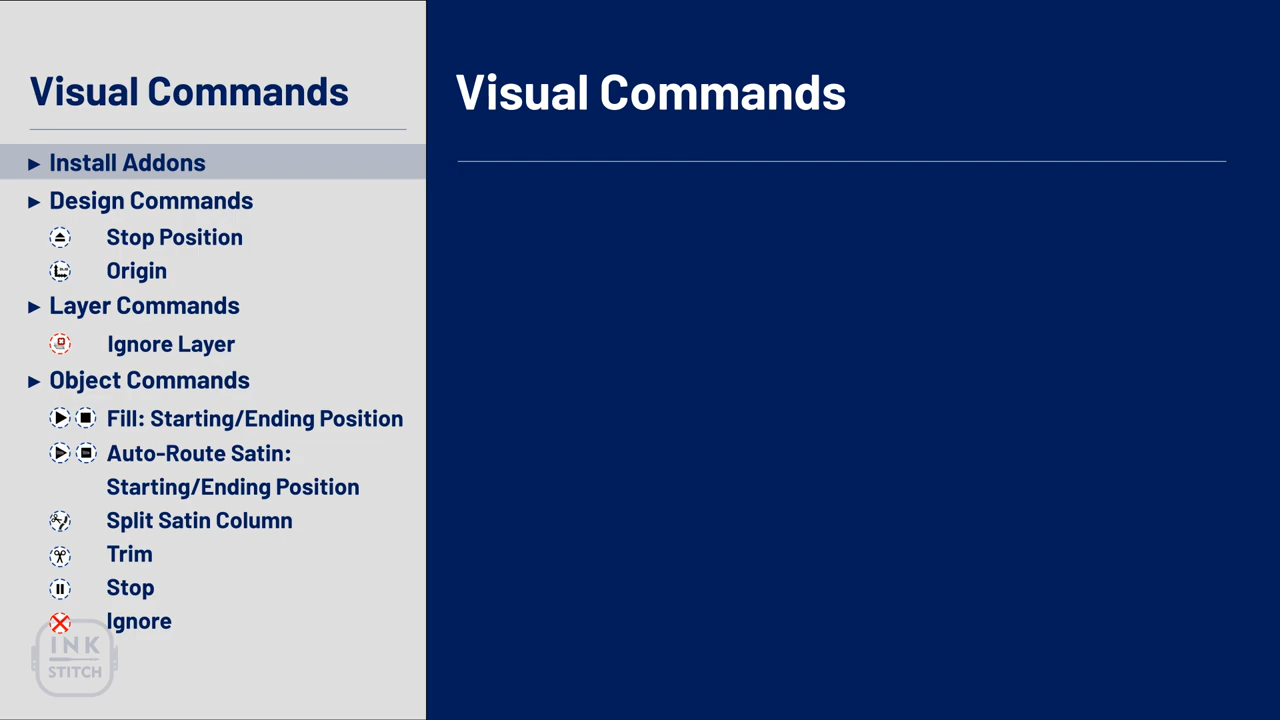 Visual Commands
► Install Addons
► Design Commands
Stop Position
Origin
► Layer Commands
Ignore Layer
► Object Commands
Fill: Starting/Ending Position
Auto-Route Satin:
Starting/Ending Position
Split Satin Column
Trim
Stop
Ignore
INK
STITCH
Visual Commands